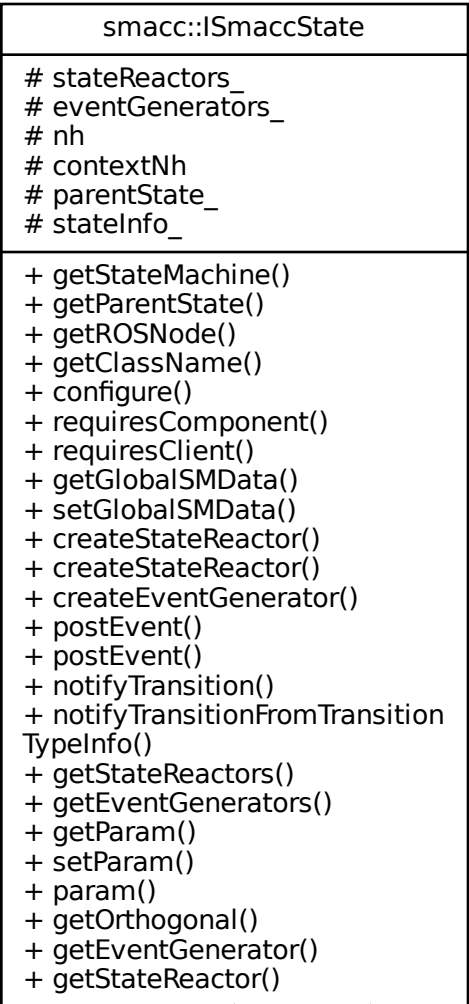 smacc::ISmaccState
# stateReactors_
# eventGenerators_
# nh
# contextNh
# parentState_
# stateInfo_
+ getStateMachine()
+ getParentState()
+ getROSNode()
+ getClassName()
+ configure()
+ requiresComponent()
+ requiresClient()
+ getGlobalSMData()
+ setGlobalSMData()
+ createStateReactor()
+ createStateReactor()
+ createEventGenerator()
+ postEvent()
+ postEvent()
+ notifyTransition()
+ notifyTransitionFromTransition
TypeInfo()
+ getStateReactors()
+ getEventGenerators()
+ getParam()
+ setParam()
+ param()
+ getOrthogonal()
+ getEventGenerator()
+ getStateReactor()